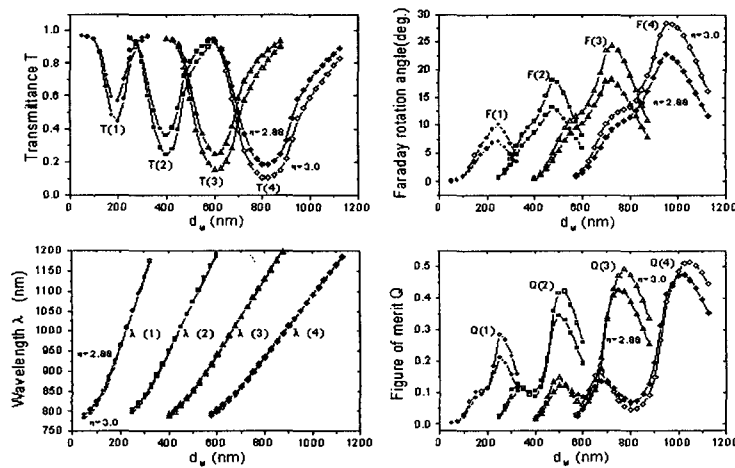 Transmittance T
1.0
0.8
0.6
0.4
0.2
0.0
T(1)
T(2)
T(3)
T(4)
η=2.88
η=3.0
0 200 400 600 800 1000 1200
d_M (nm)
Faraday rotation angle(deg.)
30
25
20
15
10
5
0
F(1)
F(2)
F(3)
F(4)
η=3.0
η=2.88
0 200 400 600 800 1000 1200
d_M (nm)
Wavelength λ (nm)
1200
1150
1100
1050
1000
950
900
850
800
750
η=2.88
λ (1)
λ (2)
λ (3)
λ (4)
η=3.0
0 200 400 600 800 1000 1200
d_M (nm)
Figure of merit Q
0.5
0.4
0.3
0.2
0.1
0.0
Q(1)
Q(2)
Q(3)
Q(4)
η=3.0
η=2.88
0 200 400 600 800 1000 1200
d_M (nm)